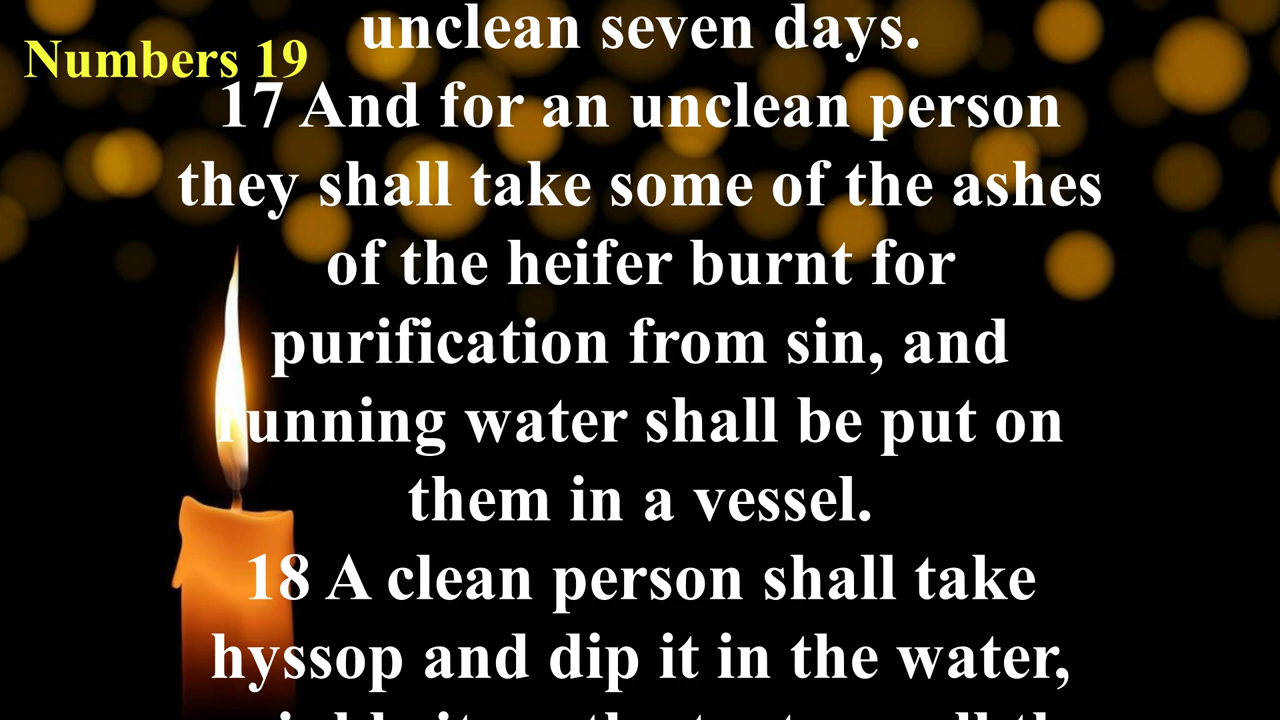 unclean seven days.
Numbers 19
17 And for an unclean person
they shall take some of the ashes
of the heifer burnt for
purification from sin, and
running water shall be put on
them in a vessel.
18 A clean person shall take
hyssop and dip it in the water,